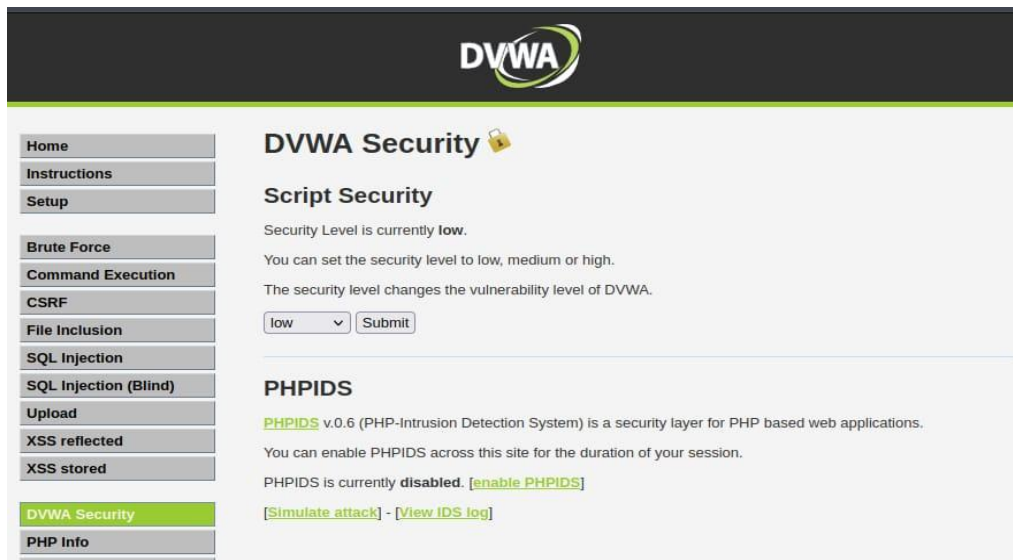 DVWA
Home
Instructions
Setup
Brute Force
Command Execution
CSRF
File Inclusion
SQL Injection
SQL Injection (Blind)
Upload
XSS reflected
XSS stored
DVWA Security
PHP Info
DVWA Security
Script Security
Security Level is currently low.
You can set the security level to low, medium or high.
The security level changes the vulnerability level of DVWA.
low Submit
PHPIDS
PHPIDS v.0.6 (PHP-Intrusion Detection System) is a security layer for PHP based web applications.
You can enable PHPIDS across this site for the duration of your session.
PHPIDS is currently disabled. [enable PHPIDS]
[Simulate attack] - [View IDS log]